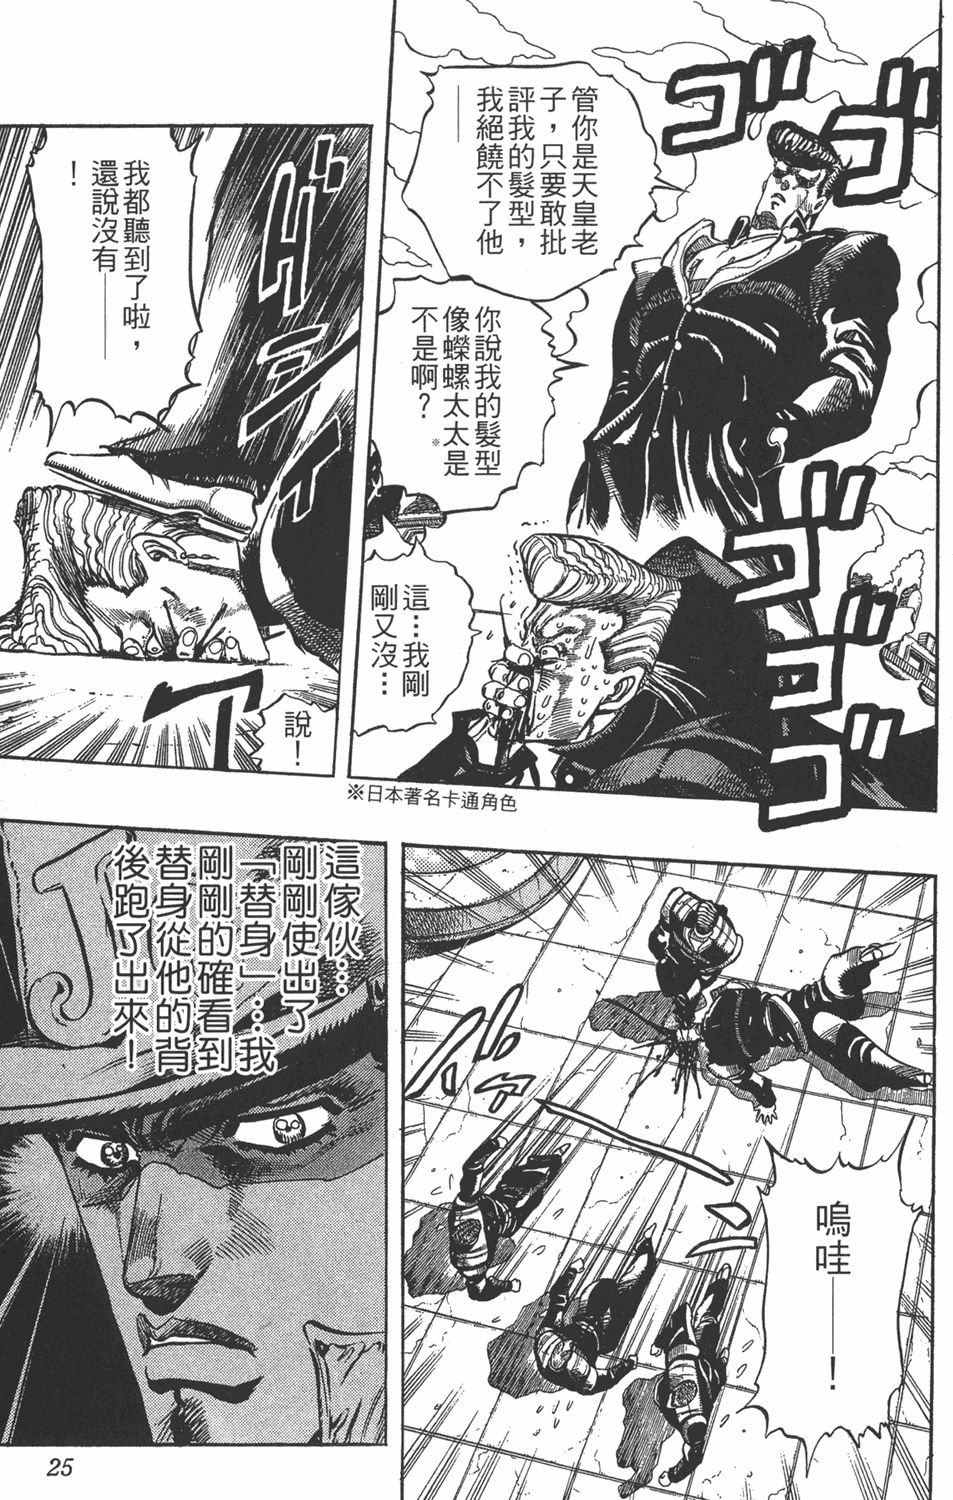 管你是天皇老
子，只要敢批
評我的髮型，
我絕饒不了他
——
ゴゴゴゴゴ
你說我的髮型
像蠑螺太太是
不是啊？※
這…我剛
剛又沒…
※日本著名卡通角色
我都聽到了啦，
還說沒有——
！
說！
嗚哇——！
這傢伙…
剛剛使出了
「替身」…我
剛剛的確看到
替身從他的背
後跑了出來！
J
25